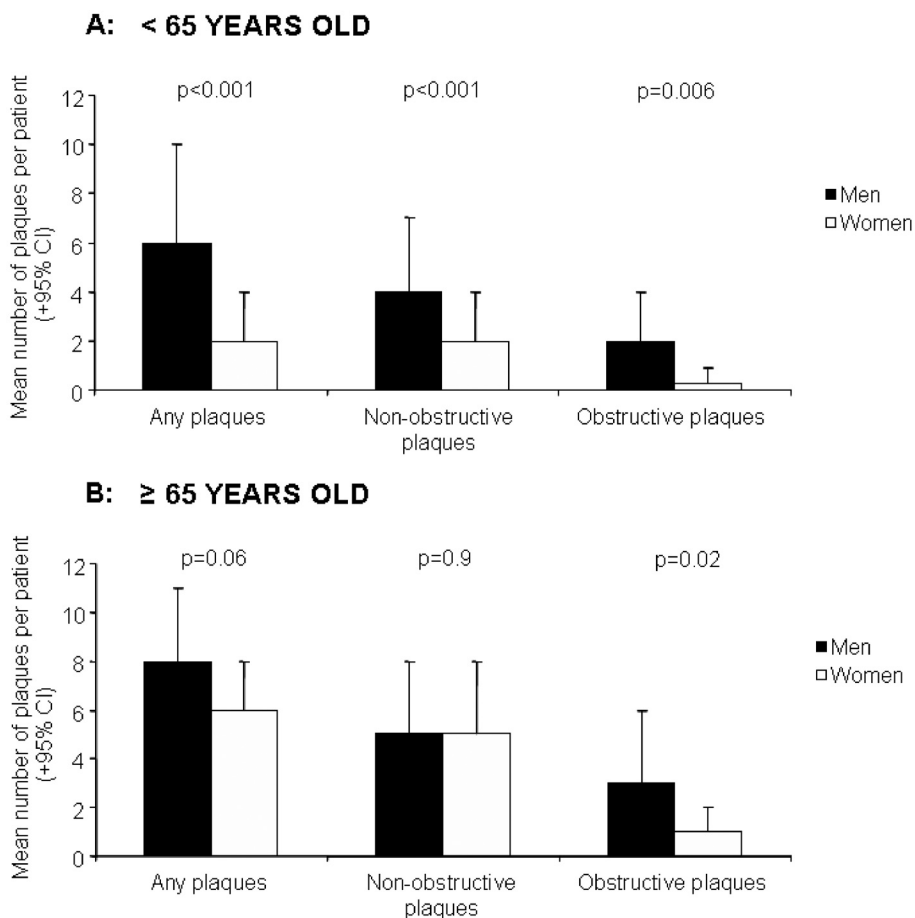 A: < 65 YEARS OLD
p<0.001 p<0.001 p=0.006
Mean number of plaques per patient
(+95% CI)
12
10
8
6
4
2
0
Men
Women
Any plaques Non-obstructive Obstructive plaques
plaques
B: ≥ 65 YEARS OLD
p=0.06 p=0.9 p=0.02
Mean number of plaques per patient
(+95% CI)
12
10
8
6
4
2
0
Men
Women
Any plaques Non-obstructive Obstructive plaques
plaques